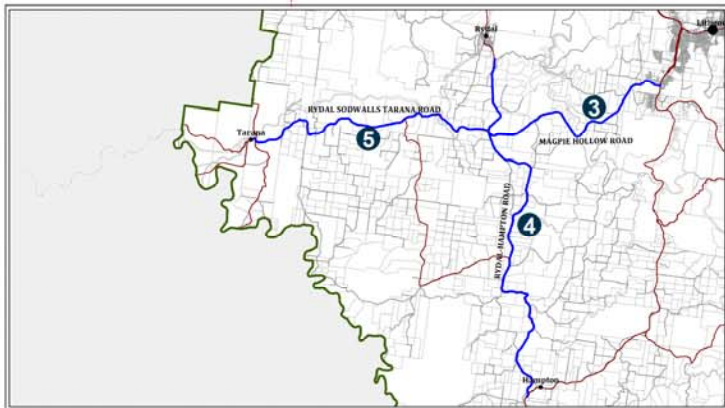 Rydal
Lithgow
RYDAL SODWALLS TARANA ROAD
3
Tarana
5
MAGPIE HOLLOW ROAD
RYDAL-HAMPTON ROAD
4
Hampton